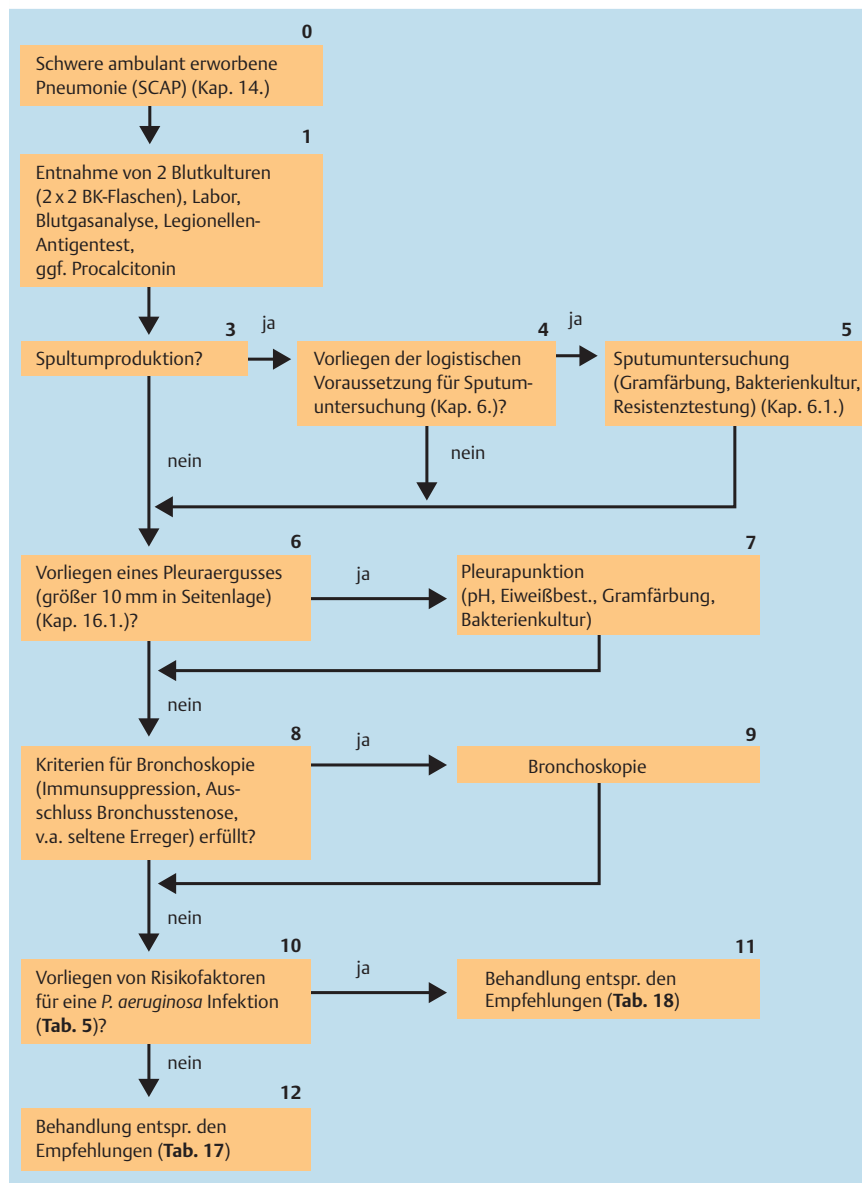 0
Schwere ambulant erworbene
Pneumonie (SCAP) (Kap. 14.)
1
Entnahme von 2 Blutkulturen
(2 x 2 BK-Flaschen), Labor,
Blutgasanalyse, Legionellen-
Antigentest,
ggf. Procalcitonin
3
Spultumproduktion?
ja
4
Vorliegen der logistischen
Voraussetzung für Sputum-
untersuchung (Kap. 6.)?
ja
5
Sputumuntersuchung
(Gramfärbung, Bakterienkultur,
Resistenztestung) (Kap. 6.1.)
nein
nein
6
Vorliegen eines Pleuraergusses
(größer 10 mm in Seitenlage)
(Kap. 16.1.)?
ja
7
Pleurapunktion
(pH, Eiweißbest., Gramfärbung,
Bakterienkultur)
nein
8
Kriterien für Bronchoskopie
(Immunsuppression, Aus-
schluss Bronchusstenose,
v.a. seltene Erreger) erfüllt?
ja
9
Bronchoskopie
nein
10
Vorliegen von Risikofaktoren
für eine P. aeruginosa Infektion
(Tab. 5)?
ja
11
Behandlung entspr. den
Empfehlungen (Tab. 18)
nein
12
Behandlung entspr. den
Empfehlungen (Tab. 17)